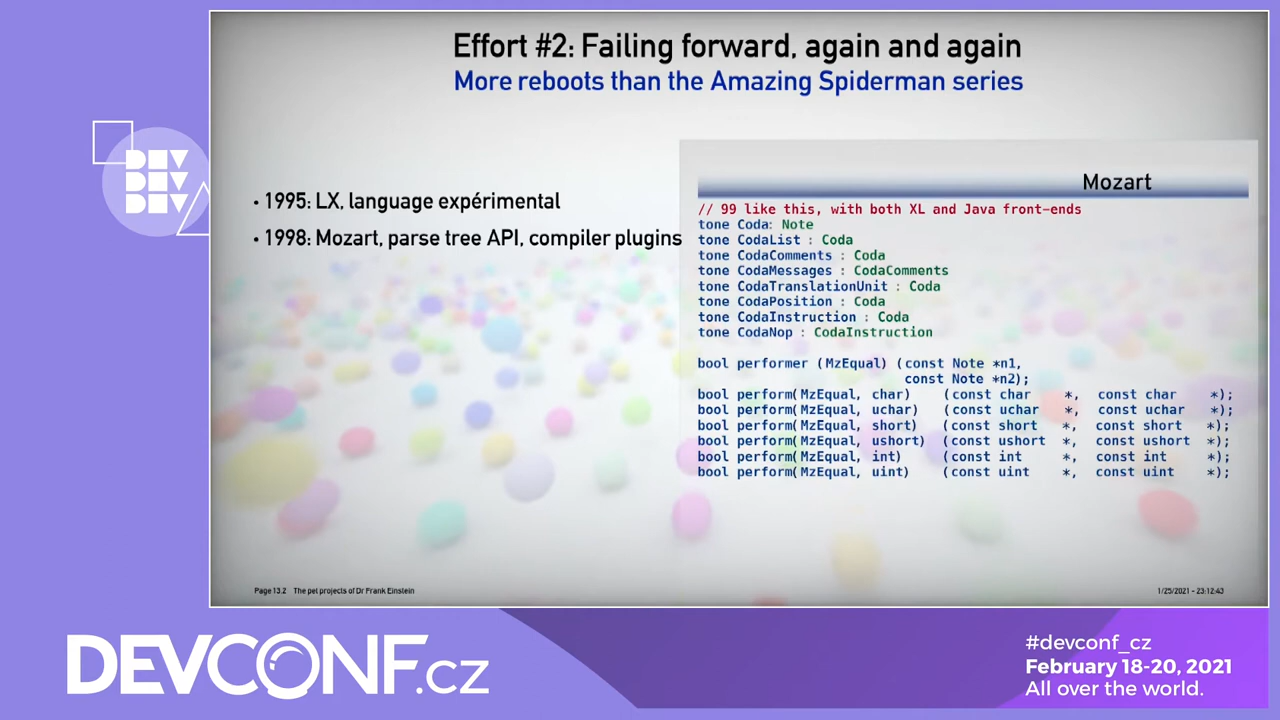 Effort #2: Failing forward, again and again
More reboots than the Amazing Spiderman series
• 1995: LX, language expérimental
• 1998: Mozart, parse tree API, compiler plugins
Mozart
// 99 like this, with both XL and Java front-ends
tone Coda: Note
tone CodaList : Coda
tone CodaComments : Coda
tone CodaMessages : CodaComments
tone CodaTranslationUnit : Coda
tone CodaPosition : Coda
tone CodaInstruction : Coda
tone CodaNop : CodaInstruction
bool performer (MzEqual) (const Note *n1,
const Note *n2);
bool perform(MzEqual, char) (const char *, const char *);
bool perform(MzEqual, uchar) (const uchar *, const uchar *);
bool perform(MzEqual, short) (const short *, const short *);
bool perform(MzEqual, ushort) (const ushort *, const ushort *);
bool perform(MzEqual, int) (const int *, const int *);
bool perform(MzEqual, uint) (const uint *, const uint *);
Page 13.2 The pet projects of Dr Frank Einstein
1/25/2021 - 23:12:43
DEV
DEV
DEV
DEVCONF.cz
#devconf_cz
February 18-20, 2021
All over the world.